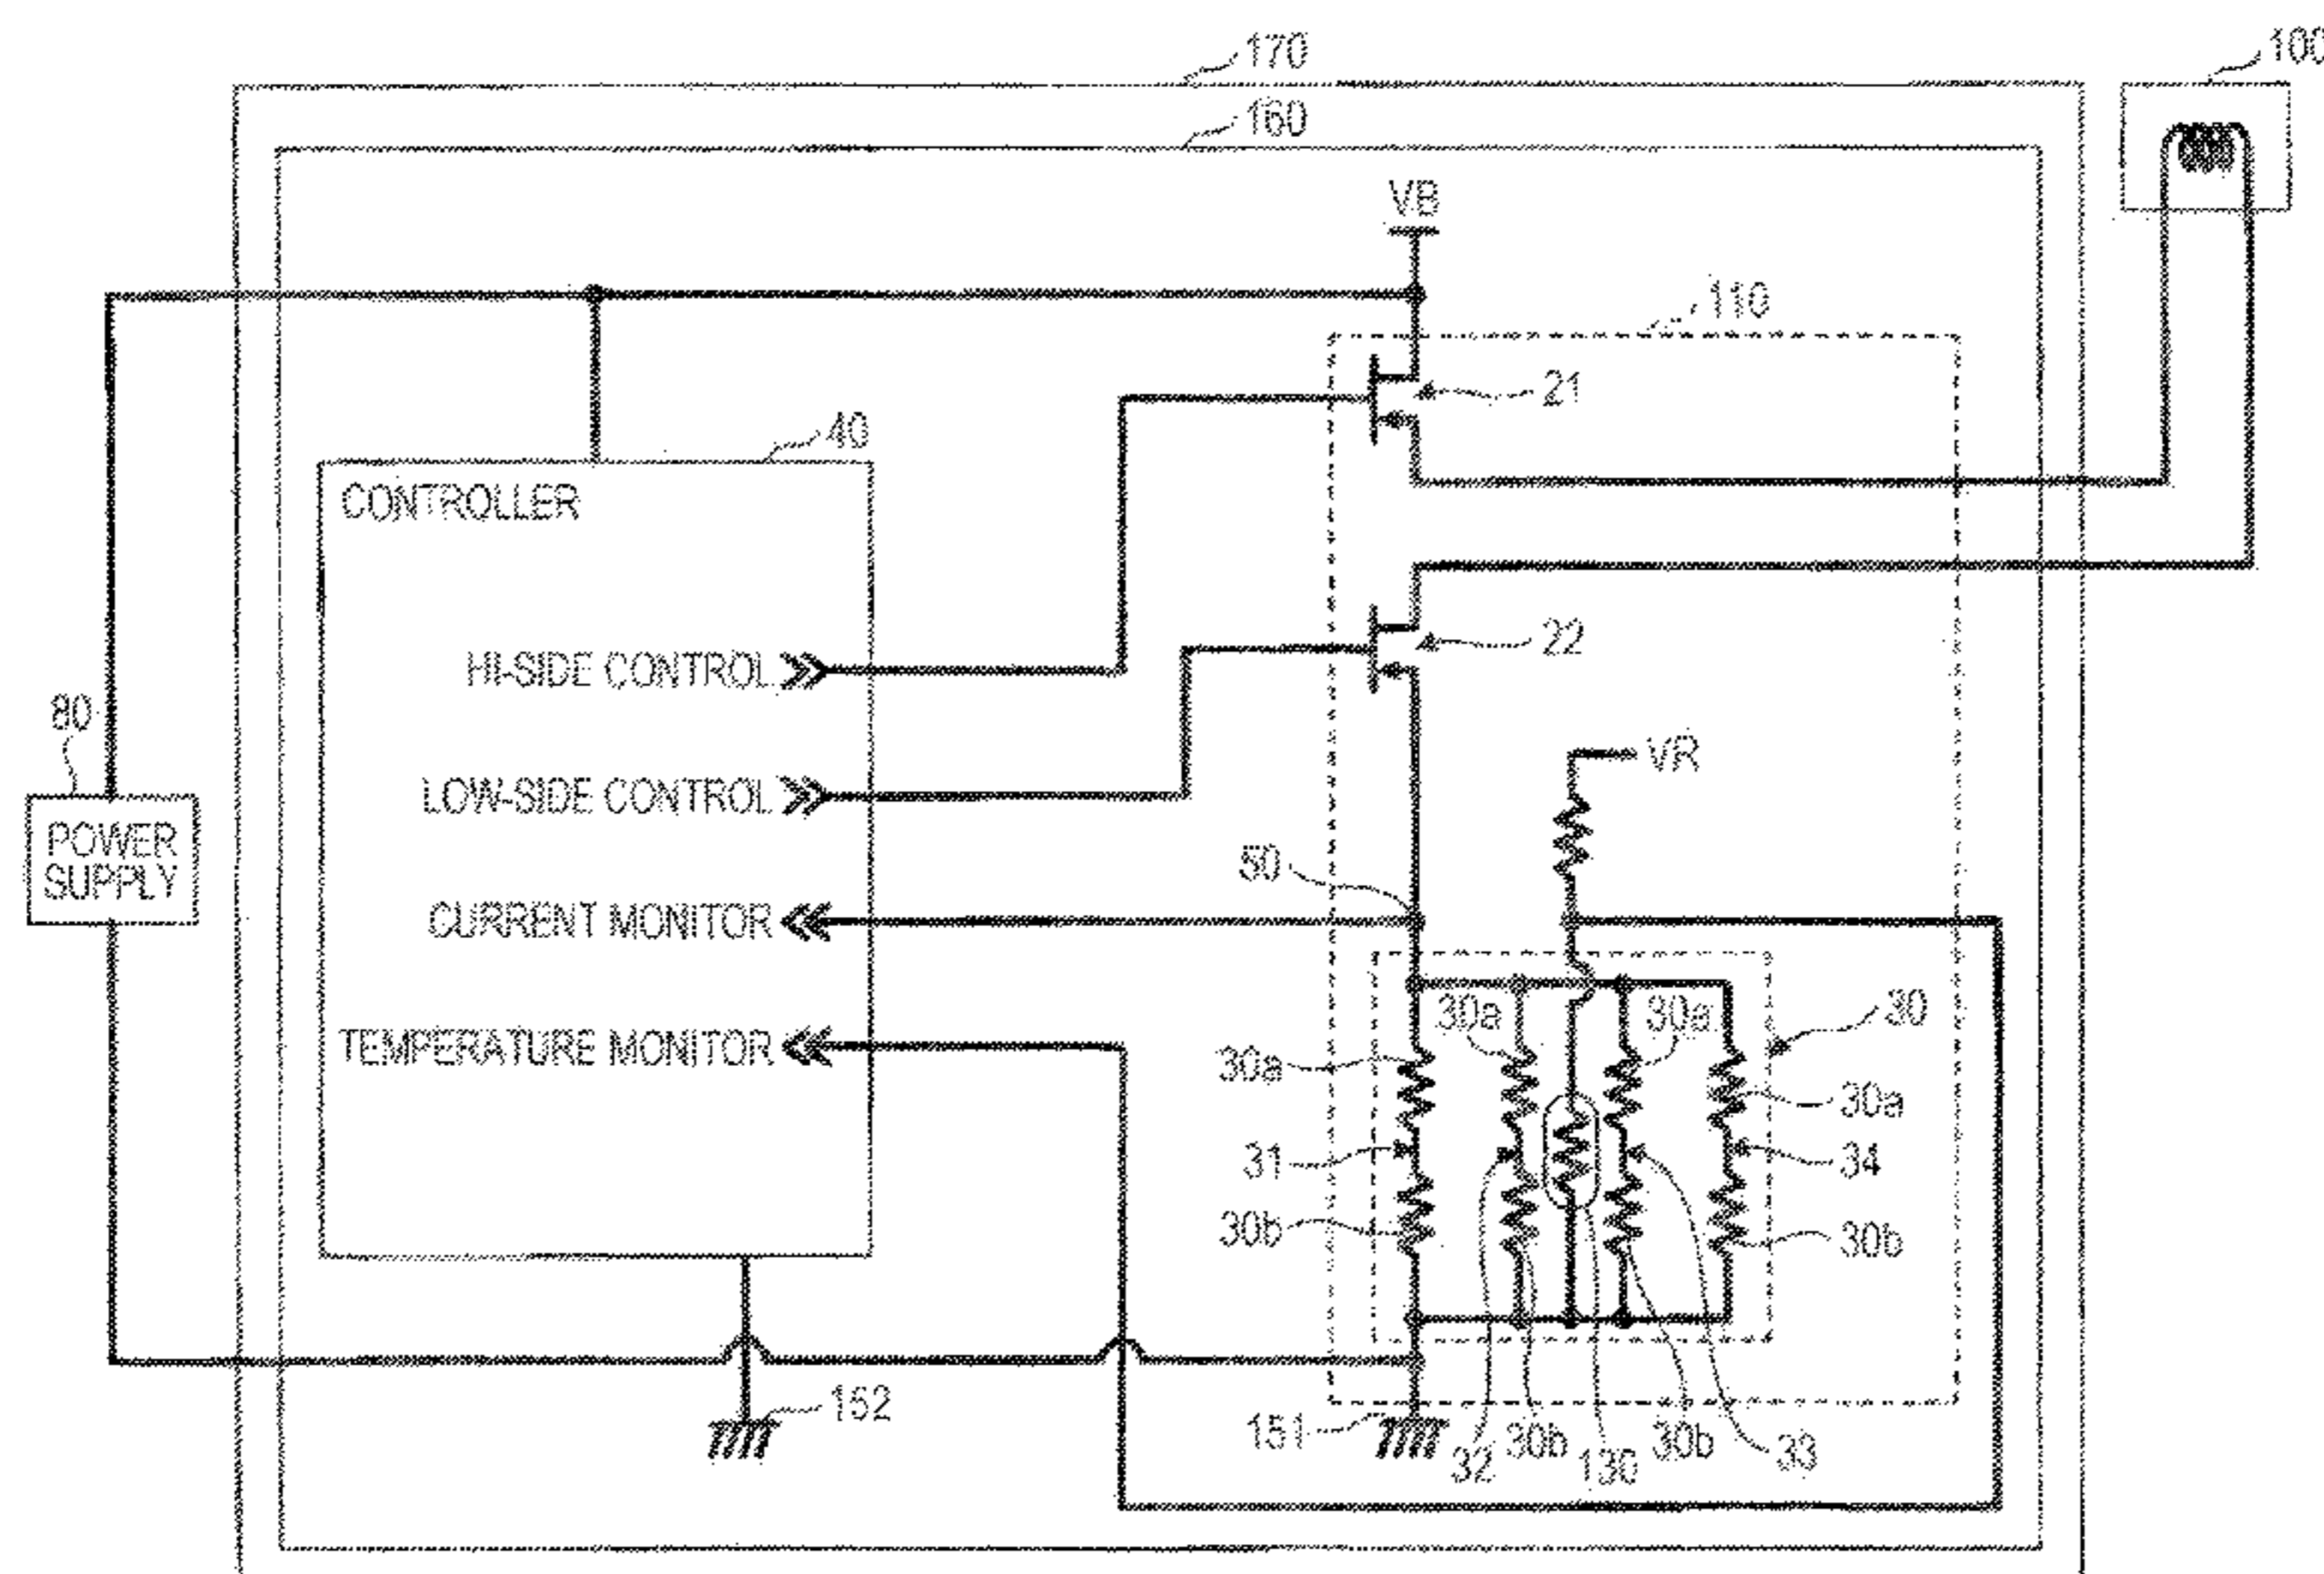 170
100
160
VB
110
21
40
CONTROLLER
HI-SIDE CONTROL
22
80
LOW-SIDE CONTROL
VR
POWER
SUPPLY
50
CURRENT MONITOR
30a
30a
30
TEMPERATURE MONITOR
30a
30a
31
34
30b
30b
152
151
32
30b
130
30b
33